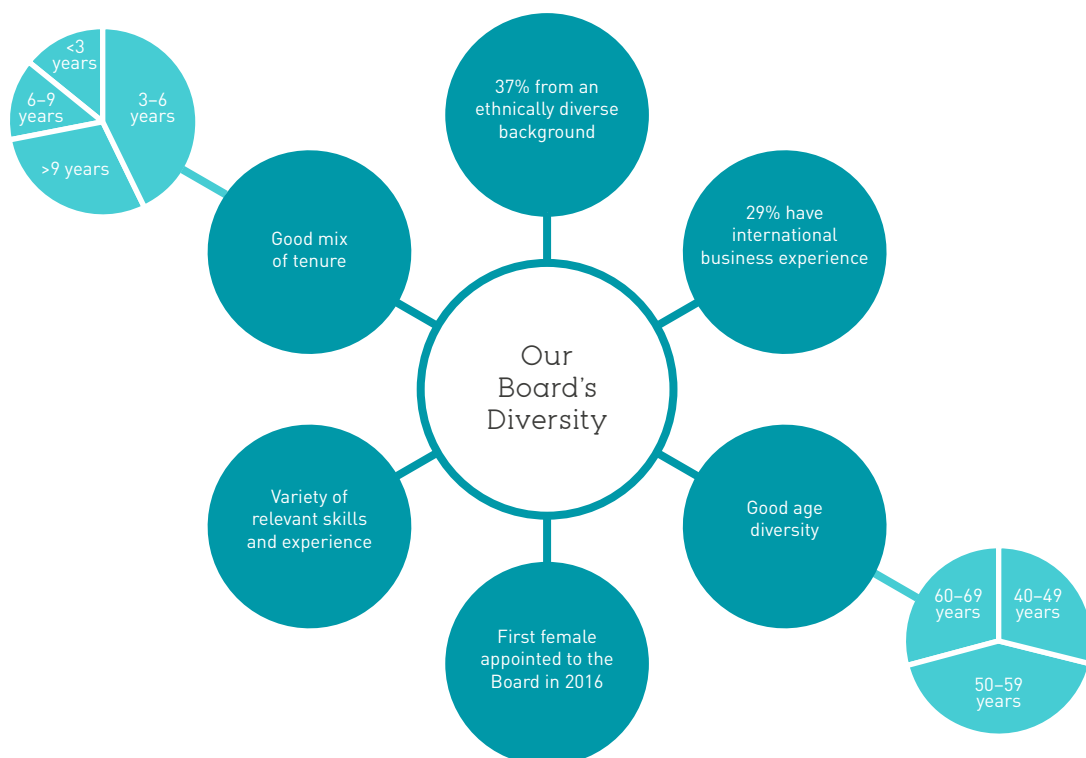 <3
years
6–9
years
3–6
years
>9 years
37% from an
ethnically diverse
background
Good mix
of tenure
29% have
international
business experience
Our
Board's
Diversity
Variety of
relevant skills
and experience
Good age
diversity
First female
appointed to the
Board in 2016
60–69
years
40–49
years
50–59
years